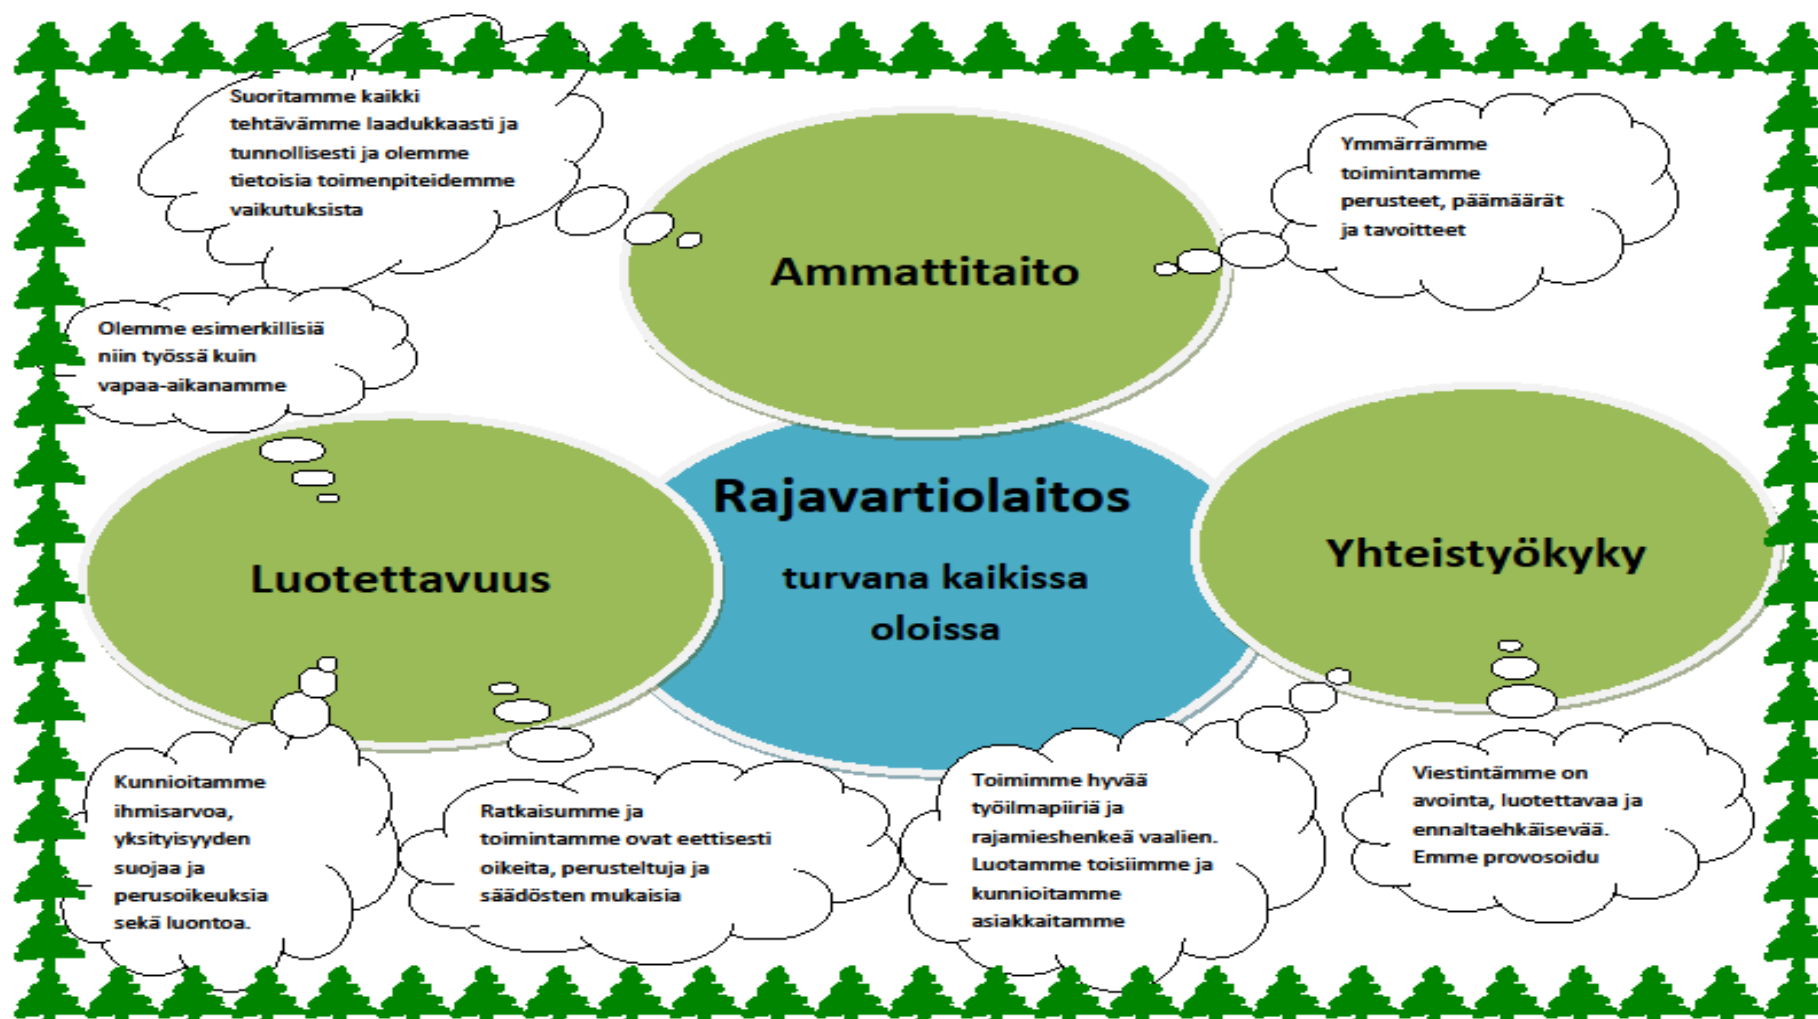 Suoritamme kaikki
tehtävämme laadukkaasti ja
tunnollisesti ja olemme
tietoisia toimenpiteidemme
vaikutuksista
Ymmärrämme
toimintamme
perusteet, päämäärät
ja tavoitteet
Ammattitaito
Olemme esimerkillisiä
niin työssä kuin
vapaa-aikanamme
Rajavartiolaitos
turvana kaikissa
oloissa
Luotettavuus
Yhteistyökyky
Kunnioitamme
ihmisarvoa,
yksityisyyden
suojaa ja
perusoikeuksia
sekä luontoa.
Ratkaisumme ja
toimintamme ovat eettisesti
oikeita, perusteltuja ja
säädösten mukaisia
Toimimme hyvää
työilmapiiriä ja
rajamieshenkeä vaalien.
Luotamme toisiimme ja
kunnioitamme
asiakkaitamme
Viestintämme on
avointa, luotettavaa ja
ennaltaehkäisevää.
Emme provosoidu